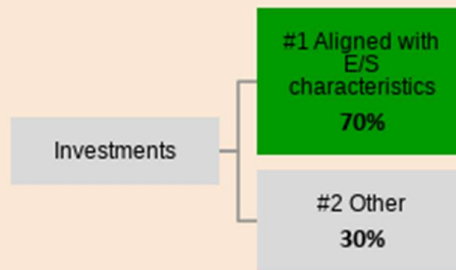 #1 Aligned with
E/S
characteristics
70%
Investments
#2 Other
30%